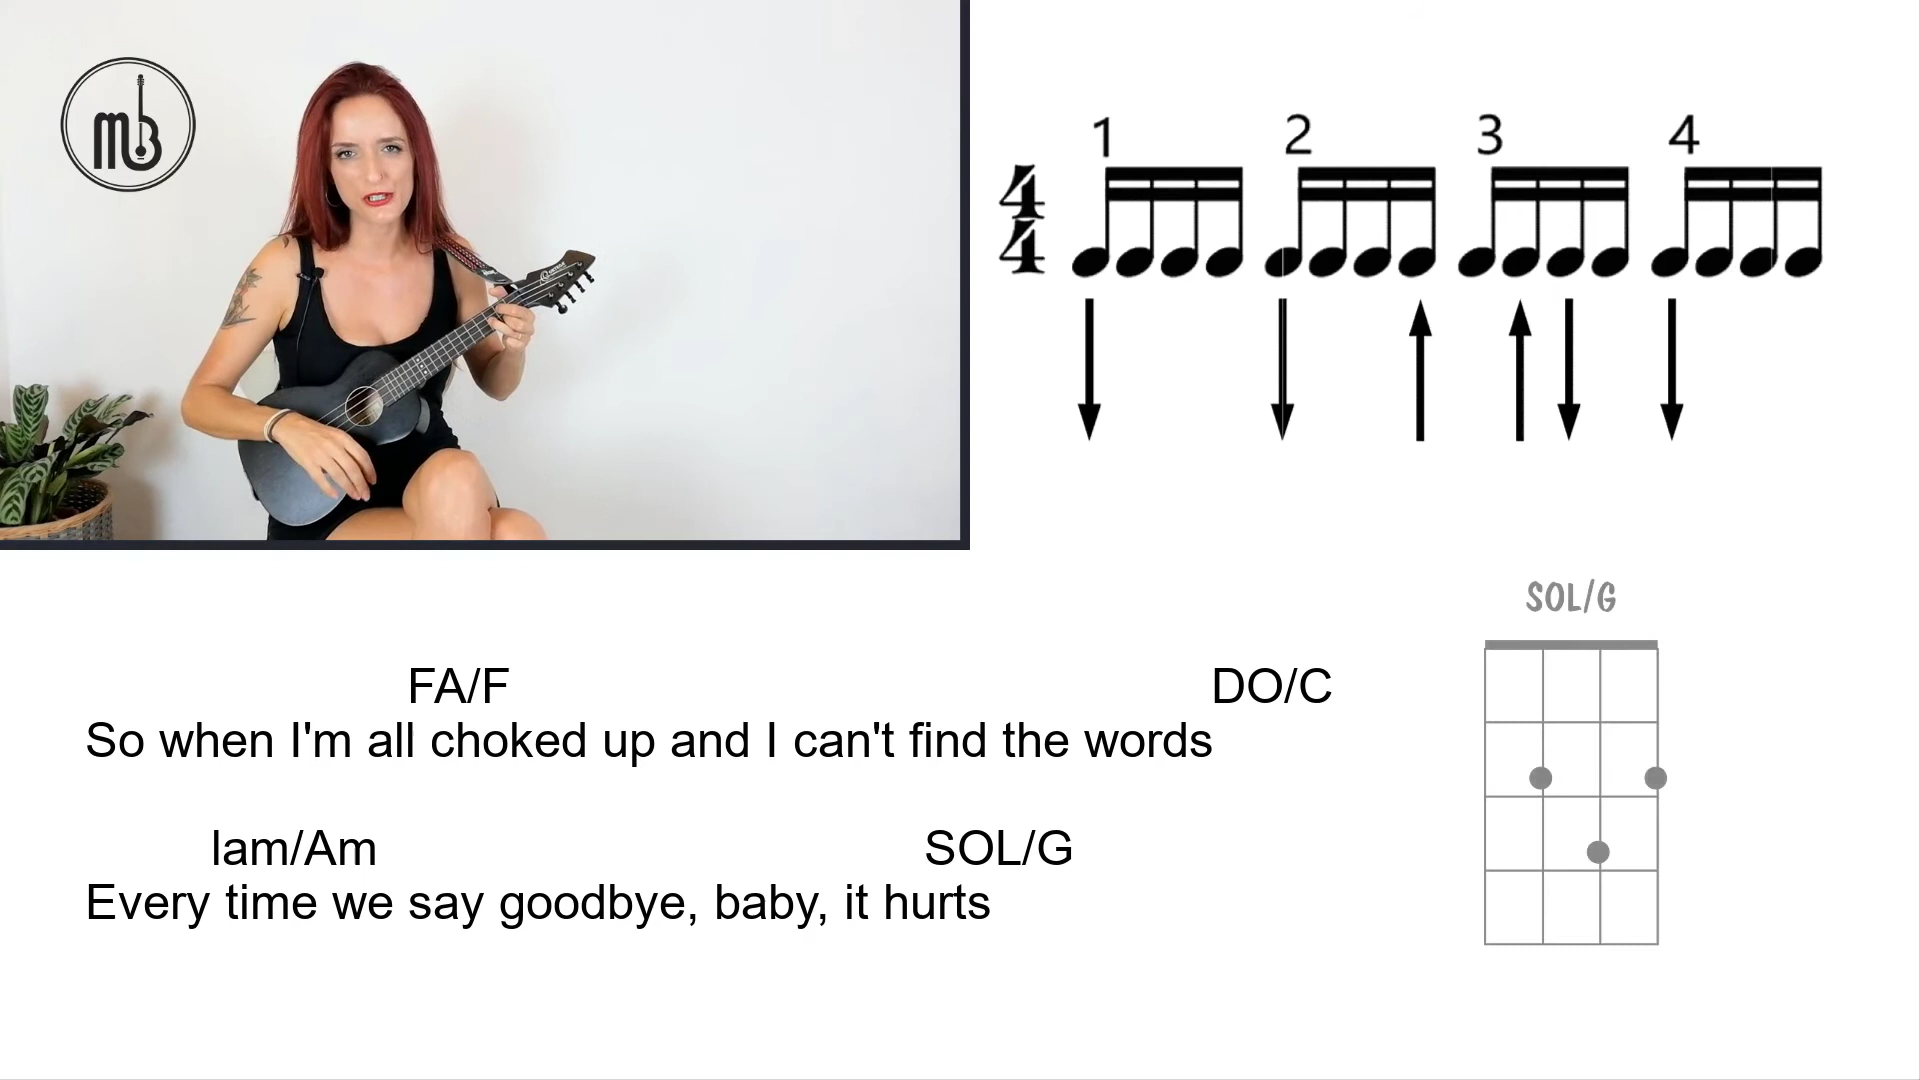 mb
1 2 3 4
4
4
SOL/G
FA/F DO/C
So when I'm all choked up and I can't find the words
lam/Am SOL/G
Every time we say goodbye, baby, it hurts